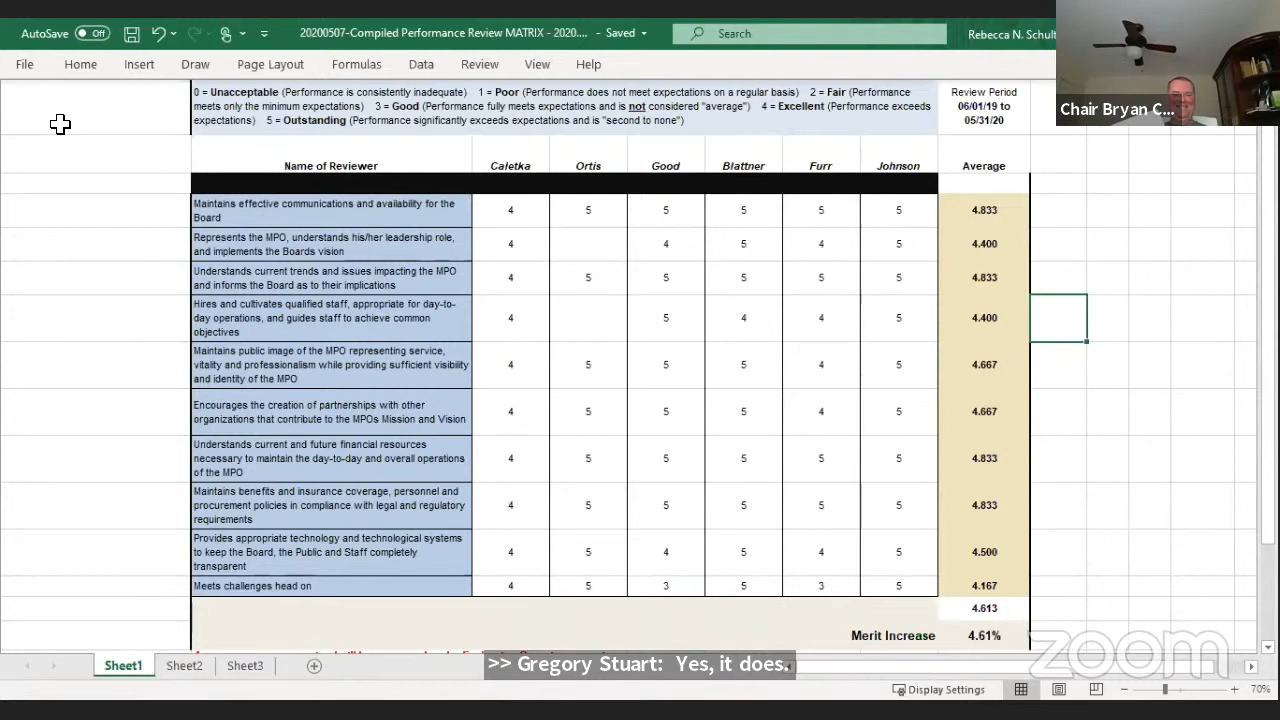 AutoSave Off 20200507-Compiled Performance Review MATRIX - 2020.... - Saved Search Rebecca N. Schult
File Home Insert Draw Page Layout Formulas Data Review View Help
Chair Bryan C...
0 = Unacceptable (Performance is consistently inadequate) 1 = Poor (Performance does not meet expectations on a regular basis) 2 = Fair (Performance
meets only the minimum expectations) 3 = Good (Performance fully meets expectations and is not considered "average") 4 = Excellent (Performance exceeds
expectations) 5 = Outstanding (Performance significantly exceeds expectations and is "second to none")
Review Period
06/01/19 to
05/31/20
Name of Reviewer Caletka Ortis Good Blattner Furr Johnson Average
Maintains effective communications and availability for the
Board
4 5 5 5 5 5 4.833
Represents the MPO, understands his/her leadership role,
and implements the Boards vision
4 4 5 4 5 4.400
Understands current trends and issues impacting the MPO
and informs the Board as to their implications
4 5 5 5 5 5 4.833
Hires and cultivates qualified staff, appropriate for day-to-
day operations, and guides staff to achieve common
objectives
4 5 4 4 5 4.400
Maintains public image of the MPO representing service,
vitality and professionalism while providing sufficient visibility
and identity of the MPO
4 5 5 5 4 5 4.667
Encourages the creation of partnerships with other
organizations that contribute to the MPOs Mission and Vision
4 5 5 5 4 5 4.667
Understands current and future financial resources
necessary to maintain the day-to-day and overall operations
of the MPO
4 5 5 5 5 5 4.833
Maintains benefits and insurance coverage, personnel and
procurement policies in compliance with legal and regulatory
requirements
4 5 5 5 5 5 4.833
Provides appropriate technology and technological systems
to keep the Board, the Public and Staff completely
transparent
4 5 4 5 4 5 4.500
Meets challenges head on 4 5 3 5 3 5 4.167
4.613
Merit Increase 4.61%
zoom
>> Gregory Stuart: Yes, it does.
Sheet1 Sheet2 Sheet3
Display Settings 70%